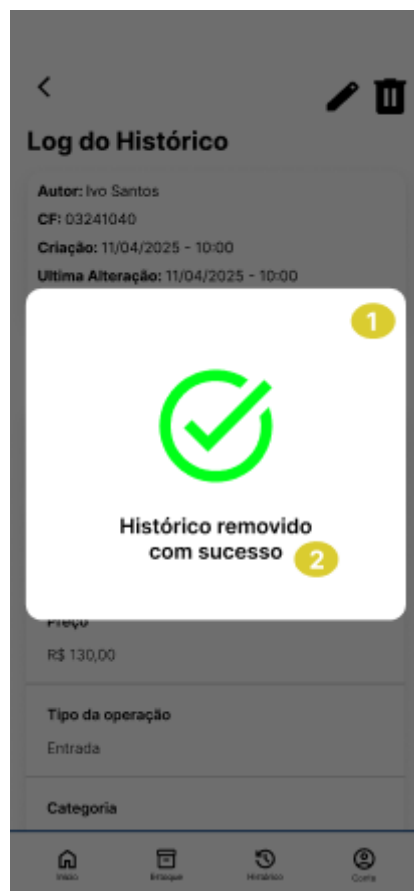 Log do Histórico
Autor: Ivo Santos
CF: 03241040
Criação: 11/04/2025 - 10:00
Ultima Alteração: 11/04/2025 - 10:00
1
Histórico removido
com sucesso 2
Preço
R$ 130,00
Tipo da operação
Entrada
Categoria
Início Estoque Histórico Conta